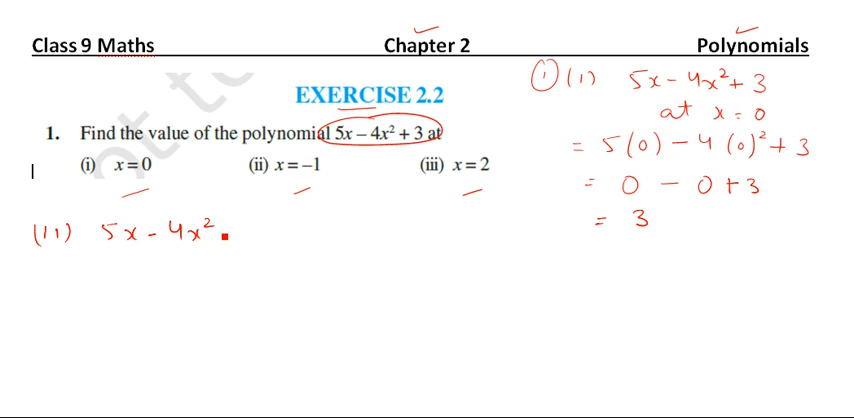 Class 9 Maths Chapter 2 Polynomials
EXERCISE 2.2
1. Find the value of the polynomial 5x – 4x² + 3 at
(i) x = 0 (ii) x = –1 (iii) x = 2
(11) 5x - 4x²
① (1) 5x - 4x² + 3
at x = 0
= 5(0) - 4(0)² + 3
= 0 - 0 + 3
= 3